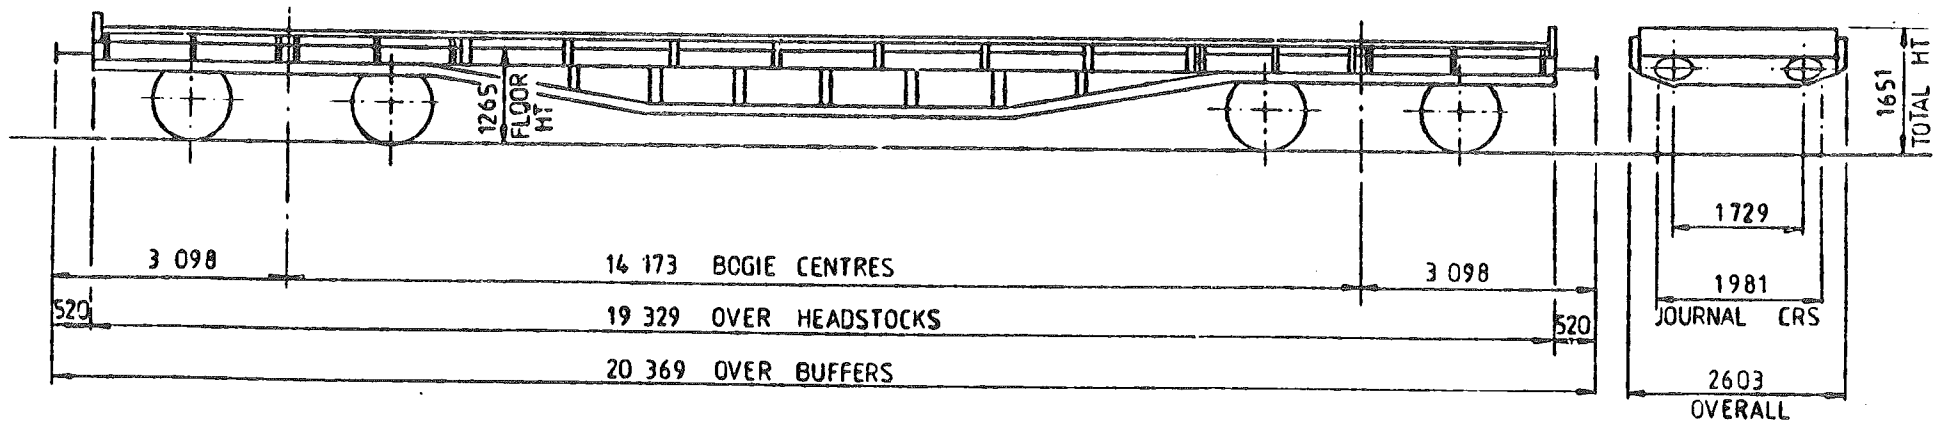 1265
FLOOR
HT
1651
TOTAL HT
1729
3 098
14 173 BOGIE CENTRES
3 098
1981
JOURNAL CRS
520
19 329 OVER HEADSTOCKS
520
20 369 OVER BUFFERS
2603
OVERALL